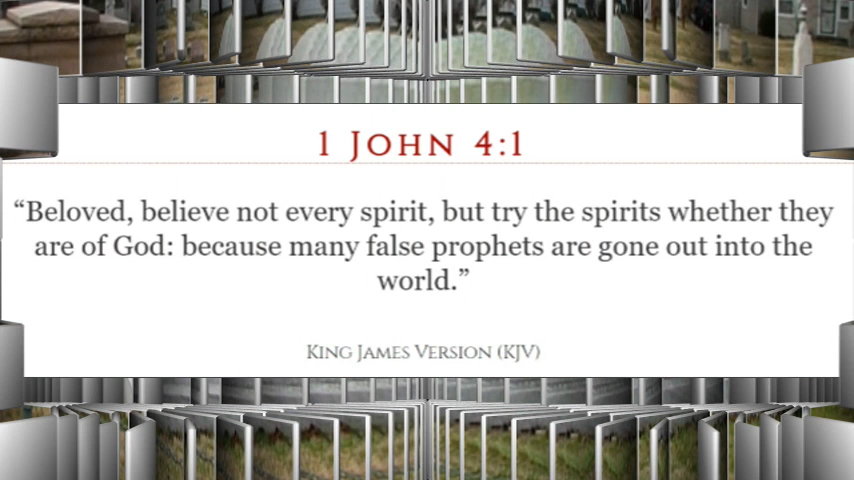 1 John 4:1
“Beloved, believe not every spirit, but try the spirits whether they
are of God: because many false prophets are gone out into the
world.”
King James Version (KJV)